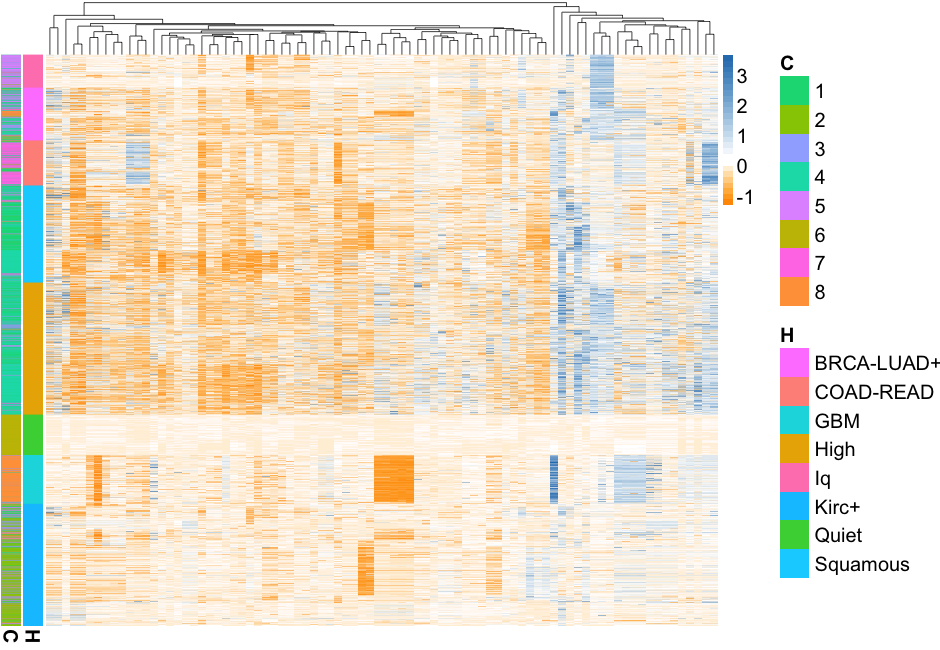 3
2
1
0
-1
C
1
2
3
4
5
6
7
8
H
BRCA-LUAD+
COAD-READ
GBM
High
Iq
Kirc+
Quiet
Squamous
C H